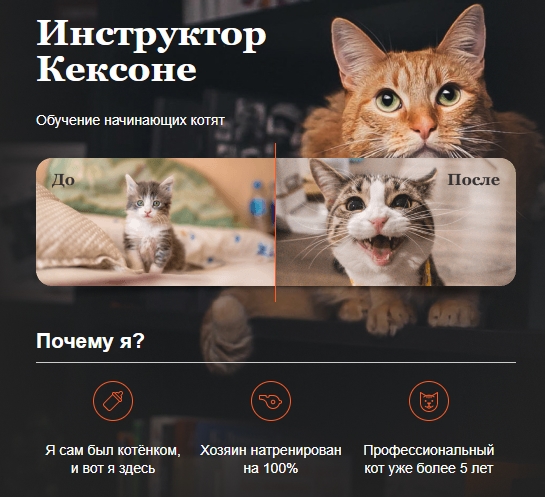 Инструктор
Кексоне
Обучение начинающих котят
До
После
Почему я?
Я сам был котёнком,
и вот я здесь
Хозяин натренирован
на 100%
Профессиональный
кот уже более 5 лет